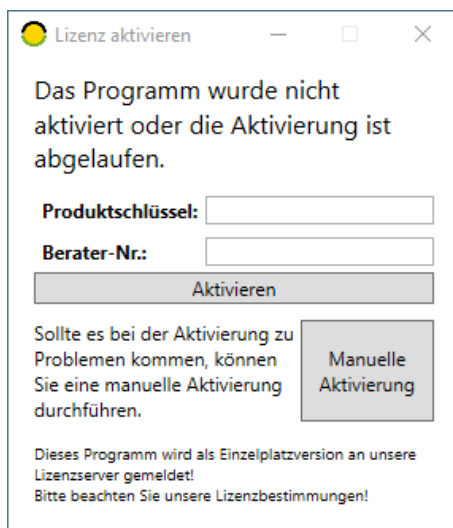 Lizenz aktivieren
Das Programm wurde nicht
aktiviert oder die Aktivierung ist
abgelaufen.
Produktschlüssel:
Berater-Nr.:
Aktivieren
Sollte es bei der Aktivierung zu
Problemen kommen, können
Sie eine manuelle Aktivierung
durchführen.
Manuelle
Aktivierung
Dieses Programm wird als Einzelplatzversion an unsere
Lizenzserver gemeldet!
Bitte beachten Sie unsere Lizenzbestimmungen!